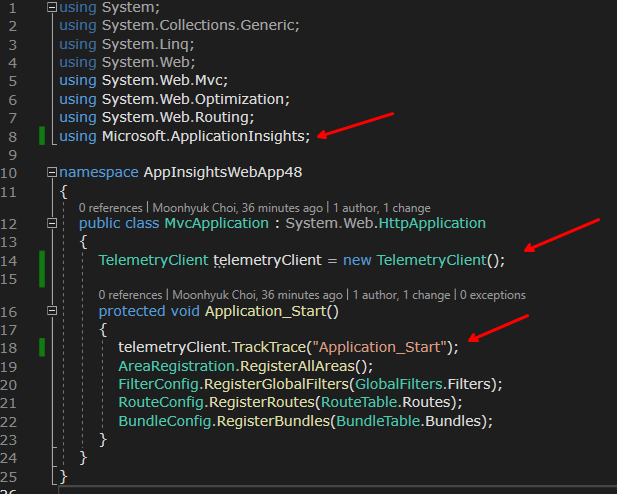 1 using System;
2 using System.Collections.Generic;
3 using System.Linq;
4 using System.Web;
5 using System.Web.Mvc;
6 using System.Web.Optimization;
7 using System.Web.Routing;
8 using Microsoft.ApplicationInsights;
9
10 namespace AppInsightsWebApp48
11 {
0 references | Moonhyuk Choi, 36 minutes ago | 1 author, 1 change
12 public class MvcApplication : System.Web.HttpApplication
13 {
14 TelemetryClient telemetryClient = new TelemetryClient();
15
0 references | Moonhyuk Choi, 36 minutes ago | 1 author, 1 change | 0 exceptions
16 protected void Application_Start()
17 {
18 telemetryClient.TrackTrace("Application_Start");
19 AreaRegistration.RegisterAllAreas();
20 FilterConfig.RegisterGlobalFilters(GlobalFilters.Filters);
21 RouteConfig.RegisterRoutes(RouteTable.Routes);
22 BundleConfig.RegisterBundles(BundleTable.Bundles);
23 }
24 }
25 }
26